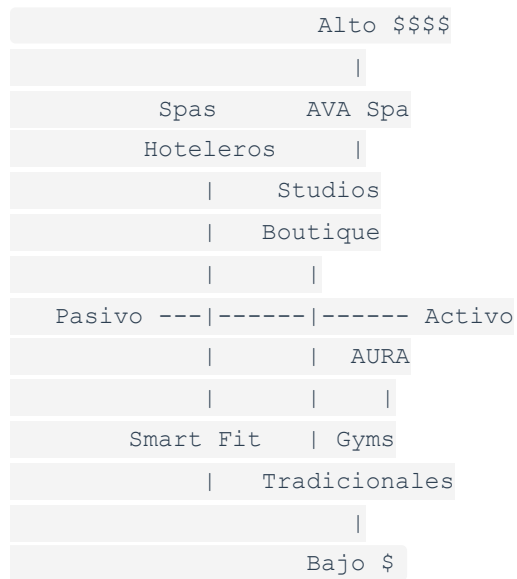 Alto $$$$
|
Spas AVA Spa
Hoteleros |
| Studios
| Boutique
| |
Pasivo ---|------|------ Activo
| | AURA
| | |
Smart Fit | Gyms
| Tradicionales
|
Bajo $